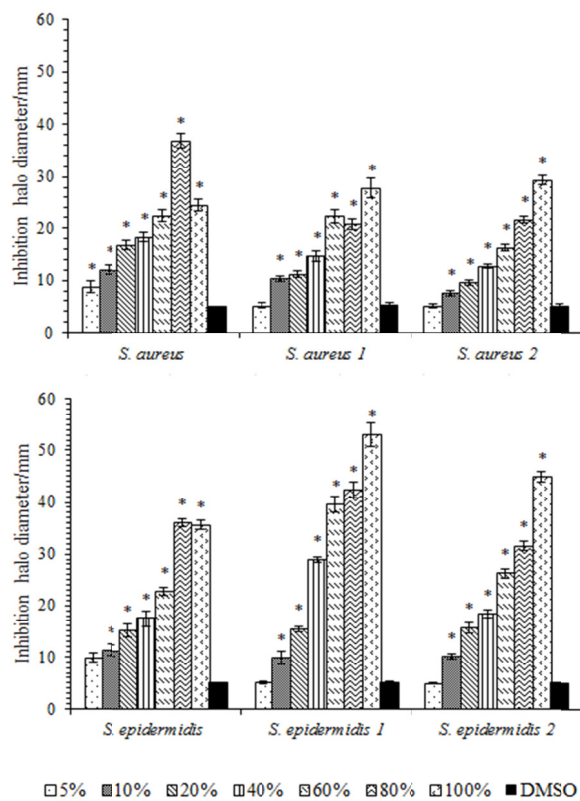 60
50
40
30
20
10
0
Inhibition halo diameter/mm
* * * * * * *
* * * * * *
* * * * * *
S. aureus S. aureus 1 S. aureus 2
60
50
40
30
20
10
0
Inhibition halo diameter/mm
* * * * * *
* * * * * *
* * * * * *
S. epidermidis S. epidermidis 1 S. epidermidis 2
5% 10% 20% 40% 60% 80% 100% DMSO